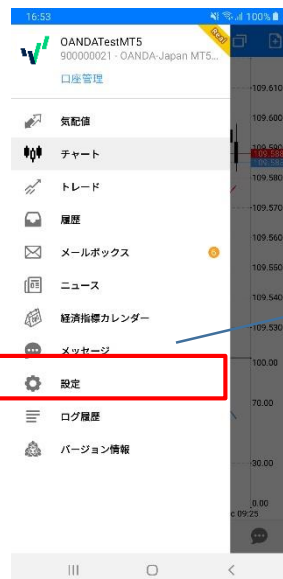 16:53
100%
OANDATestMT5
900000021 - OANDA-Japan MT5...
Real
口座管理
気配値
チャート
トレード
履歴
メールボックス 6
ニュース
経済指標カレンダー
メッセージ
設定
ログ履歴
バージョン情報
109.610
109.600
109.590
109.588
109.580
109.570
109.560
109.550
109.540
109.530
100.00
70.00
30.00
0.00
c 09:25